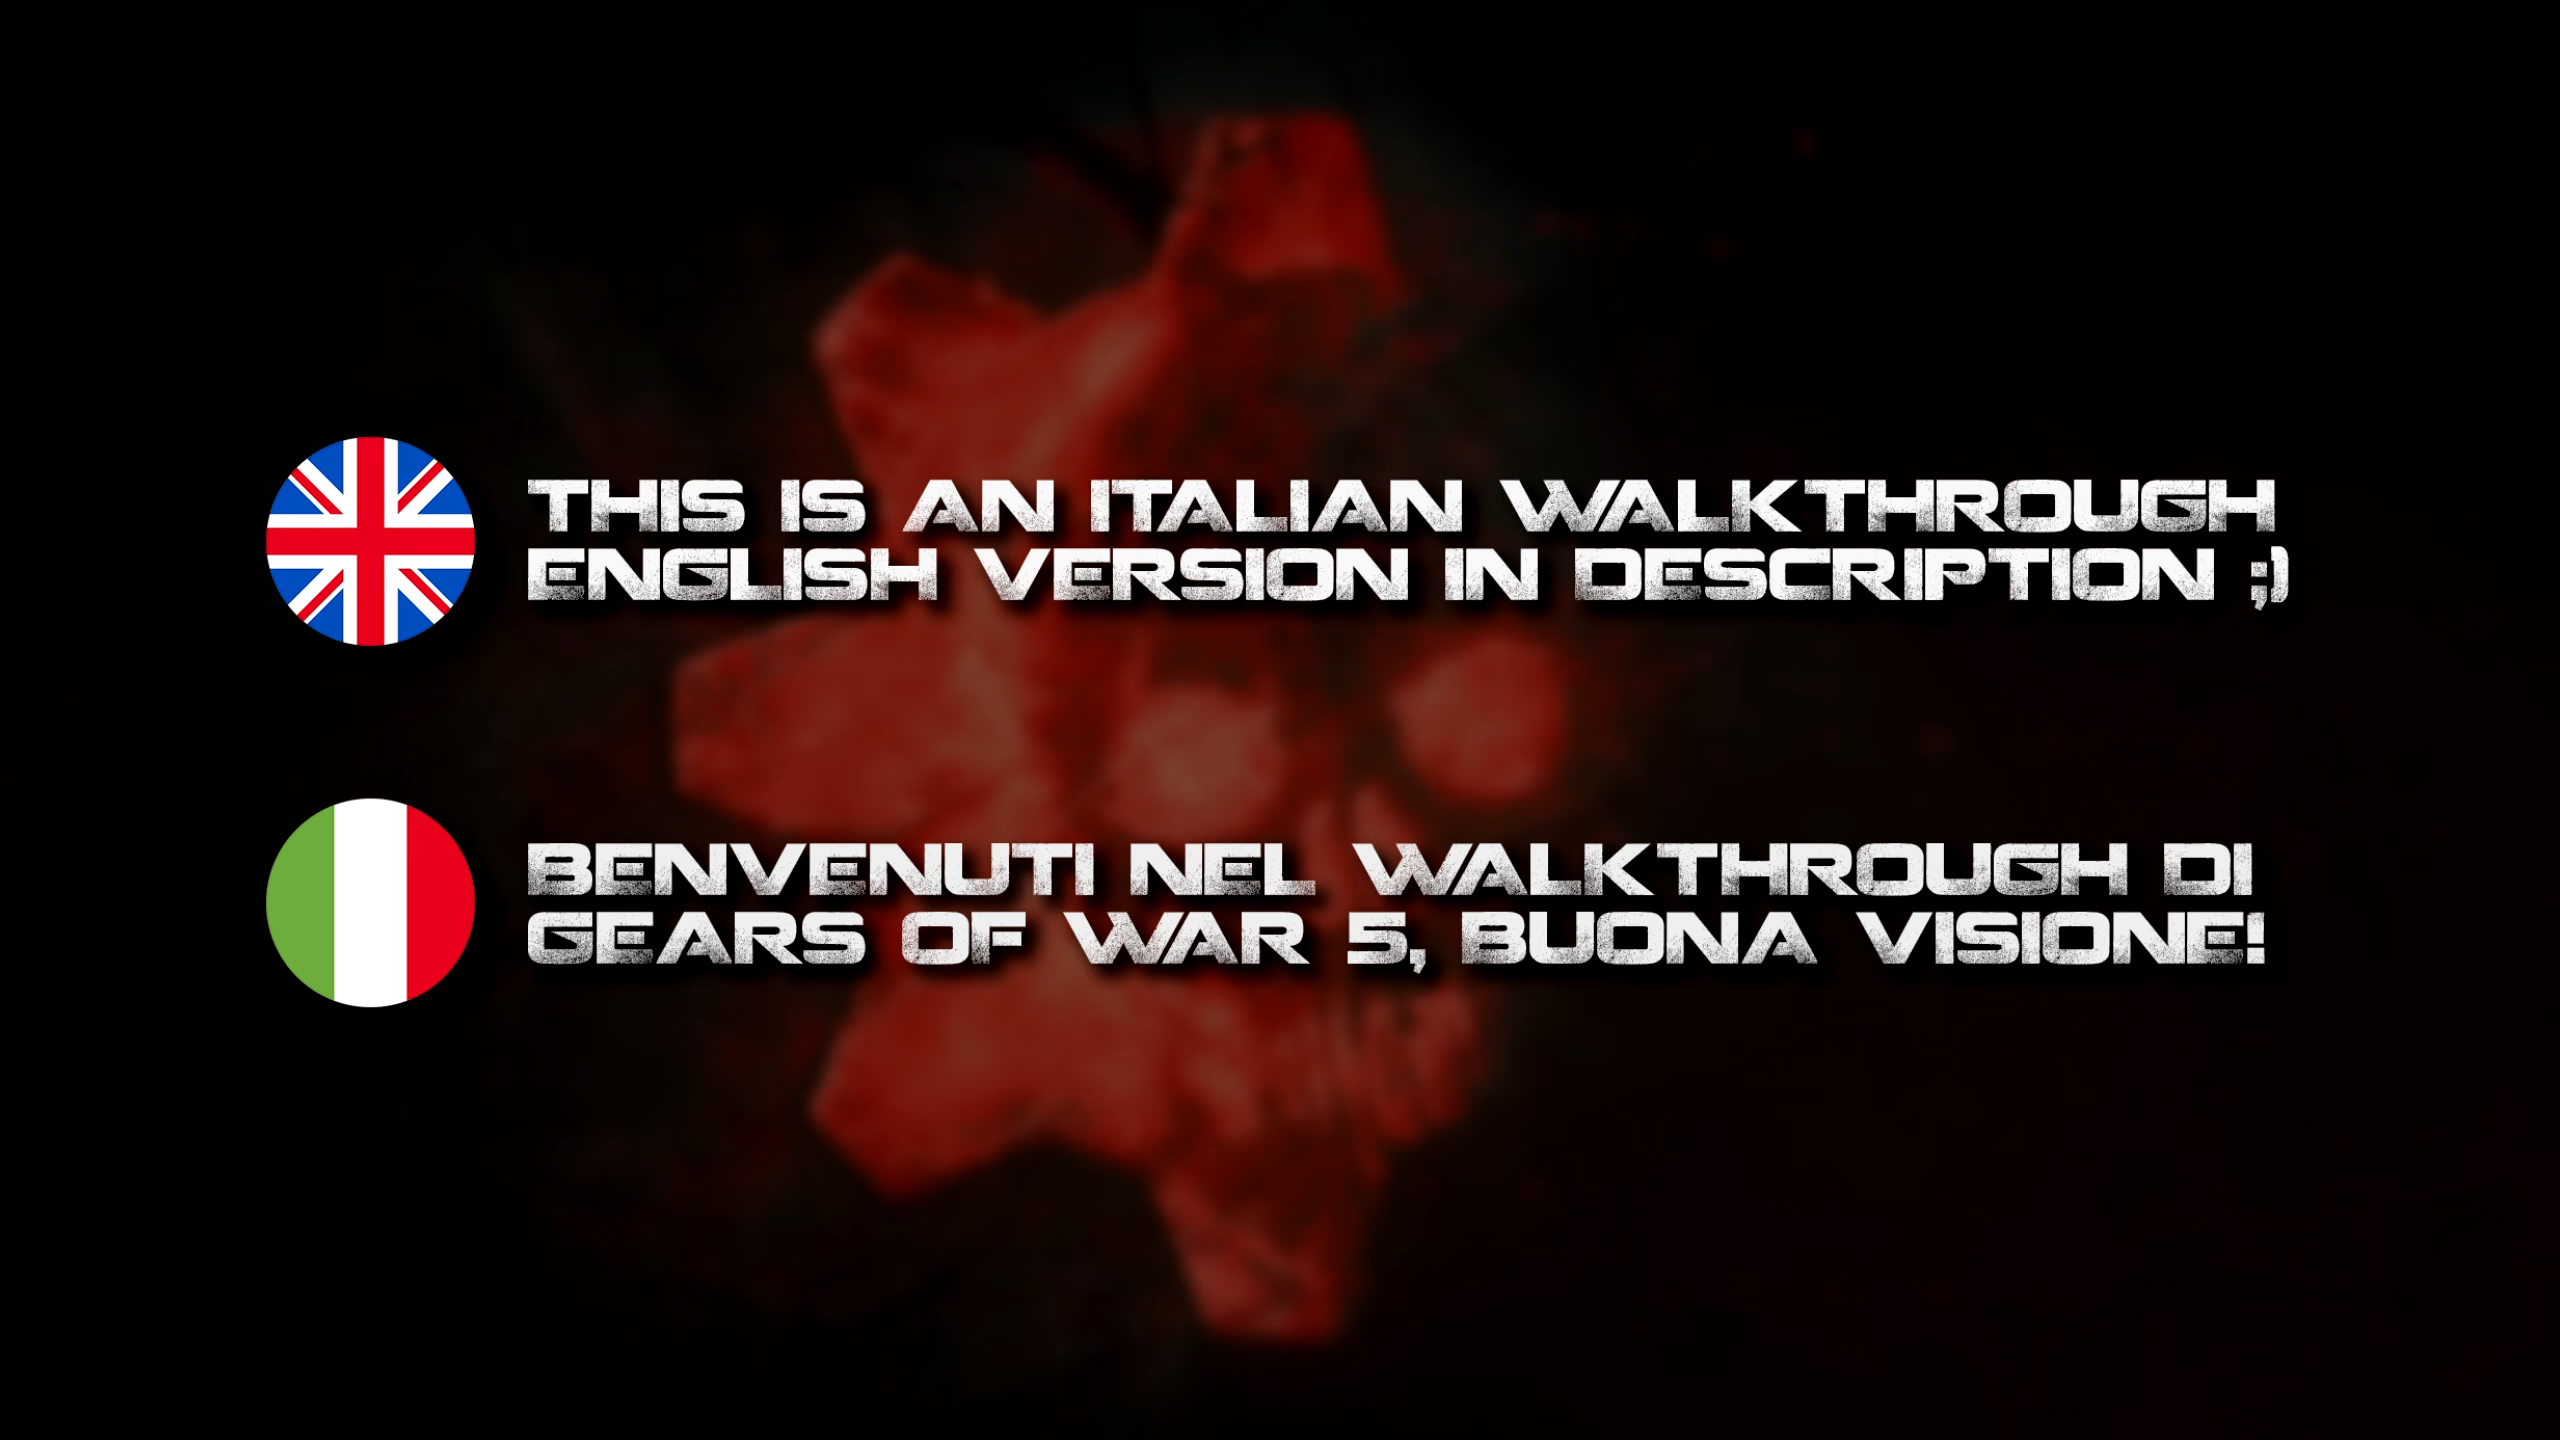 THIS IS AN ITALIAN WALKTHROUGH
ENGLISH VERSION IN DESCRIPTION ;)
BENVENUTI NEL WALKTHROUGH DI
GEARS OF WAR 5, BUONA VISIONE!